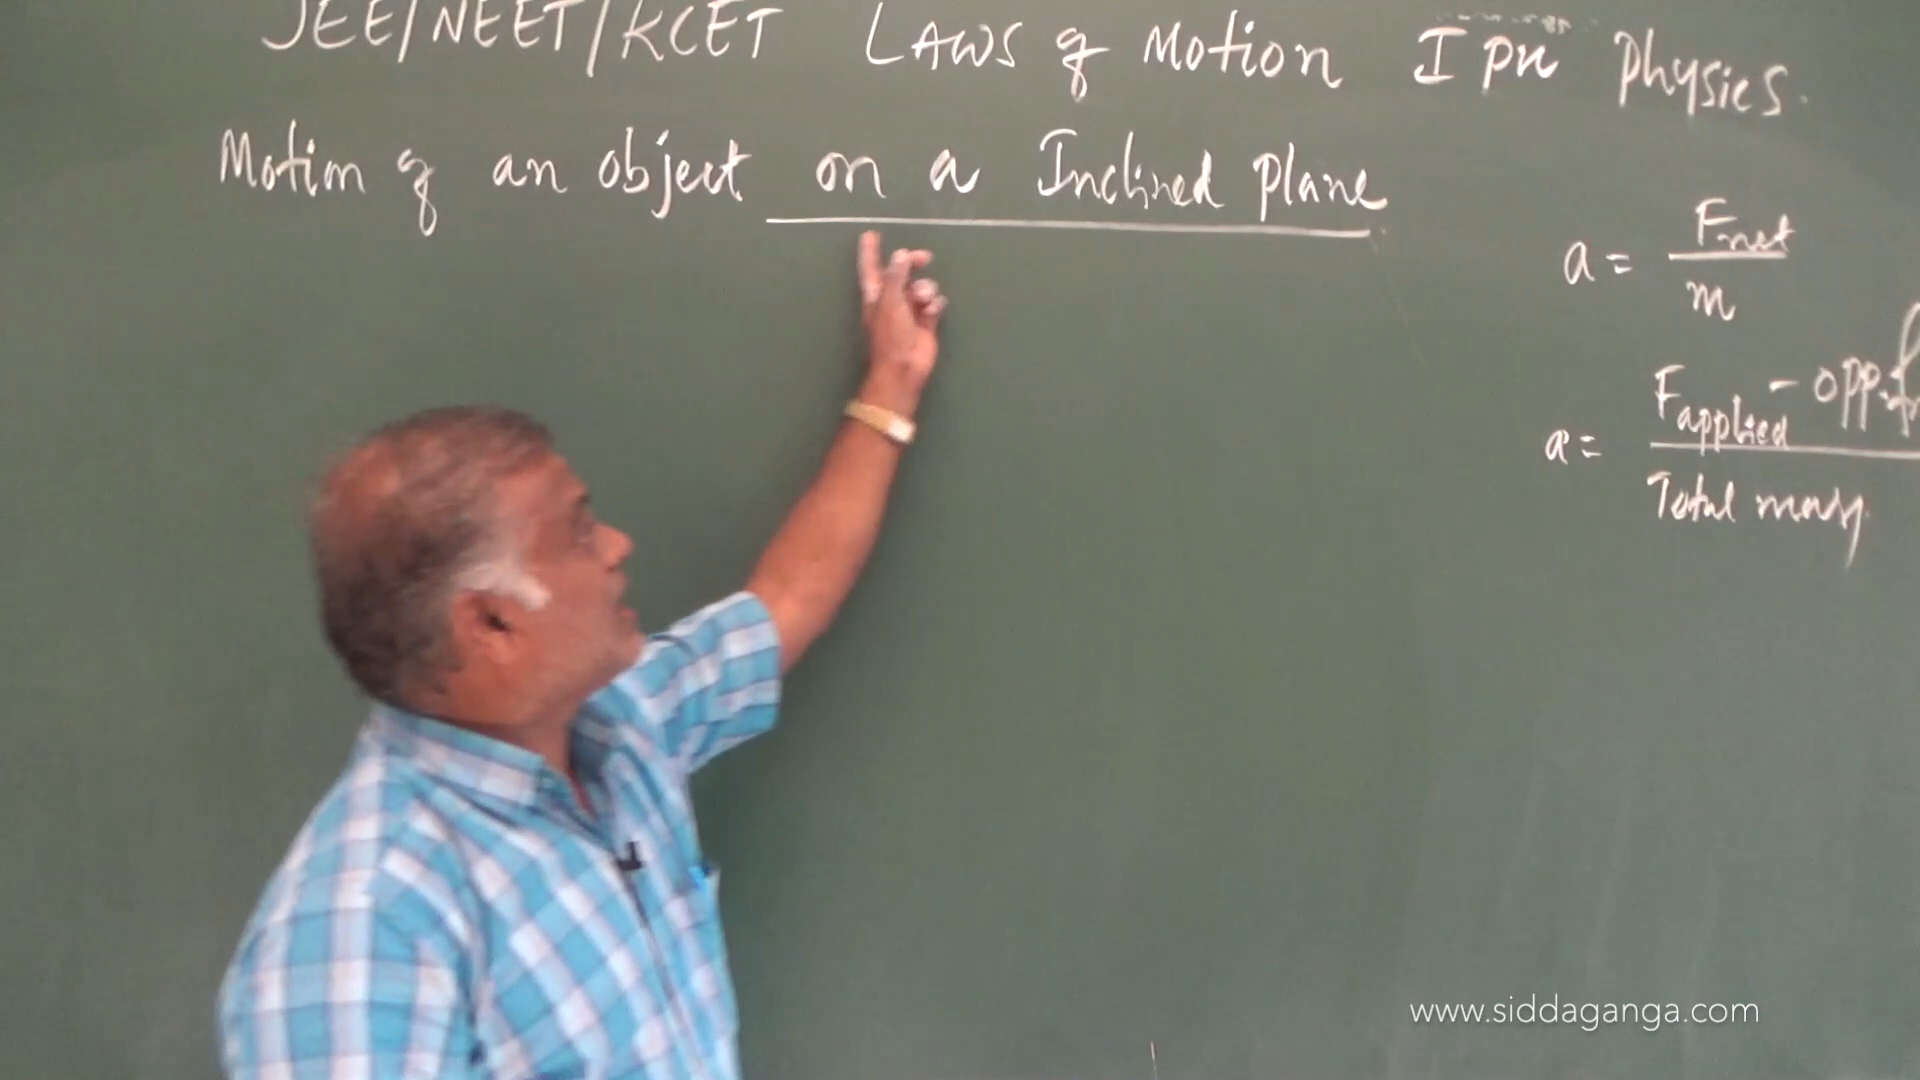 JEE/NEET/KCET LAWS of Motion I PU Physics.
Motion of an object on a Inclined plane
a = Fnet / m
a = Fapplied - opp.f / Total mass
www.siddaganga.com